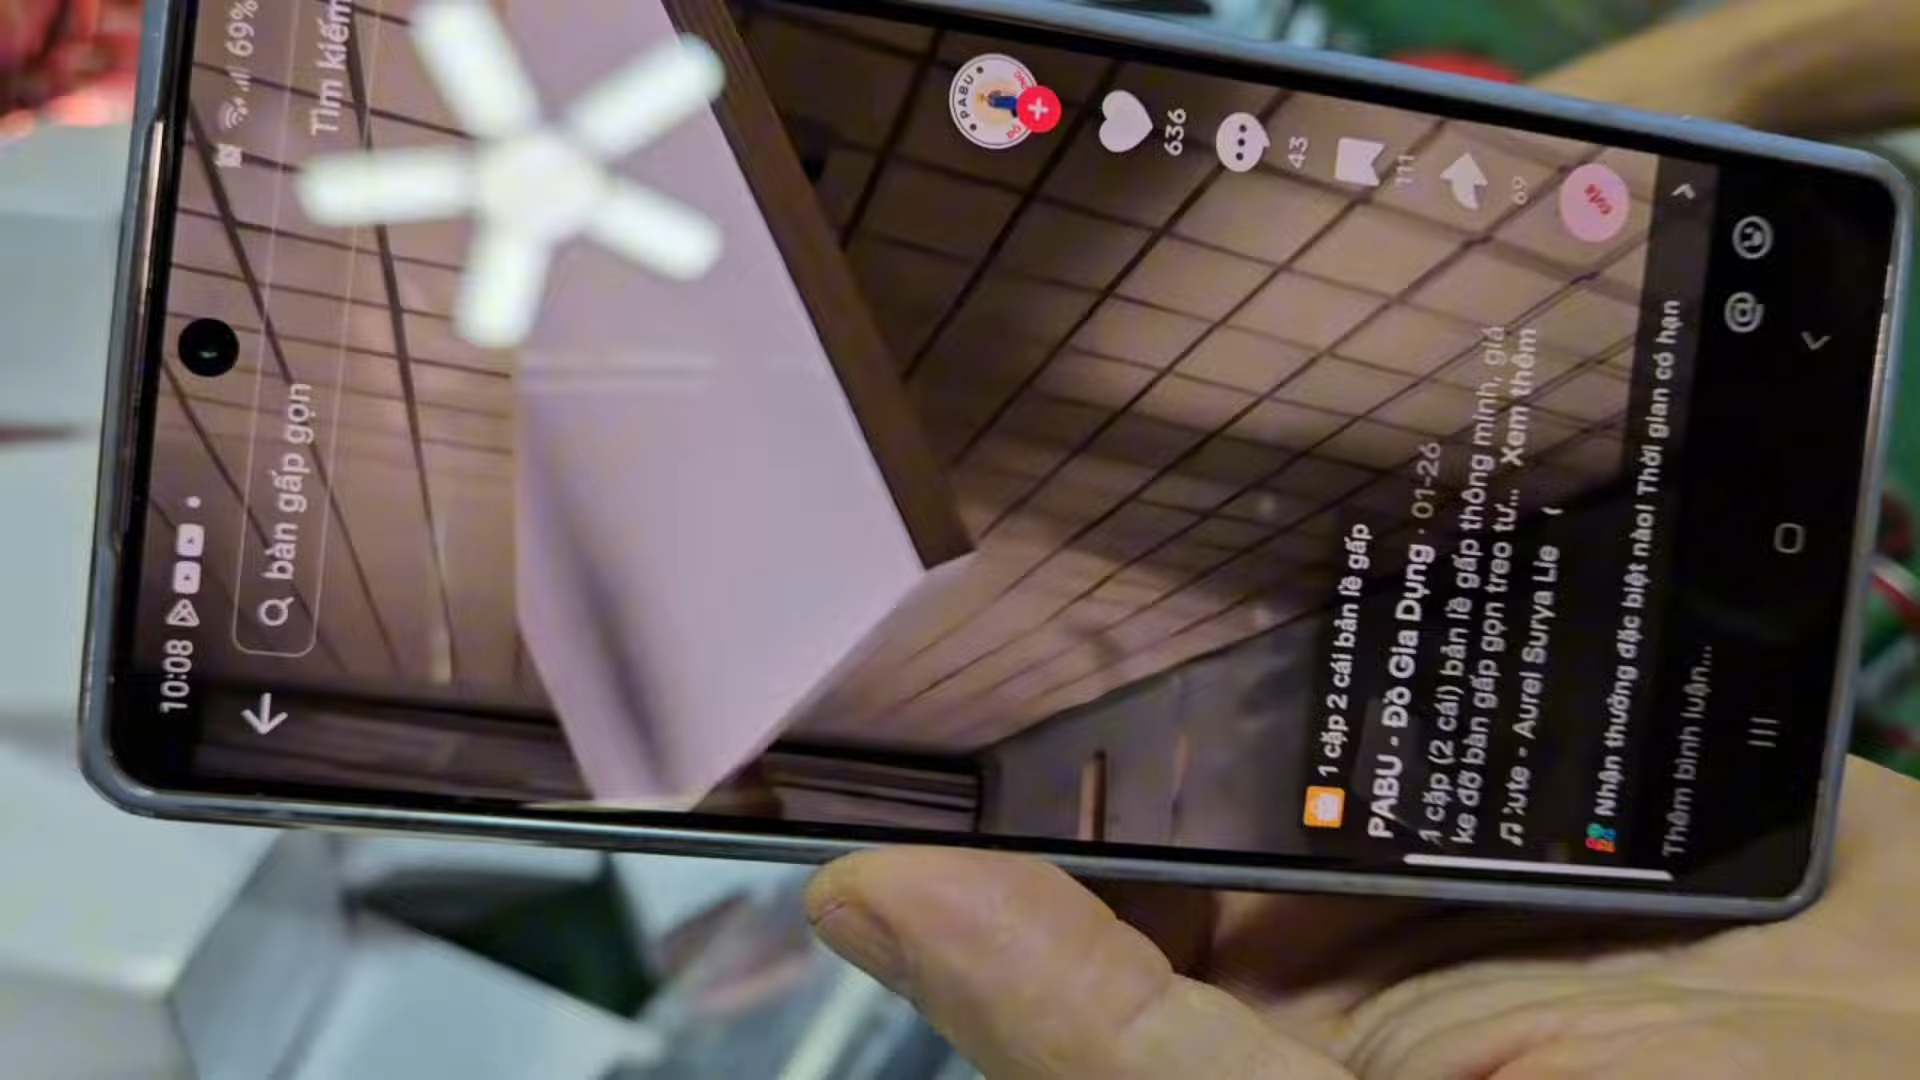 10:08
69%
bàn gấp gọn
Tìm kiếm
PABU
636
43
111
69
1 cặp 2 cái bản lề gấp
PABU - Đồ Gia Dụng · 01-26
1 cặp (2 cái) bản lề gấp thông minh, giá
ke đỡ bàn gấp gọn treo tư... Xem thêm
Aurel Surya Lie
Nhận thưởng đặc biệt nào! Thời gian có hạn
Thêm bình luận...
@